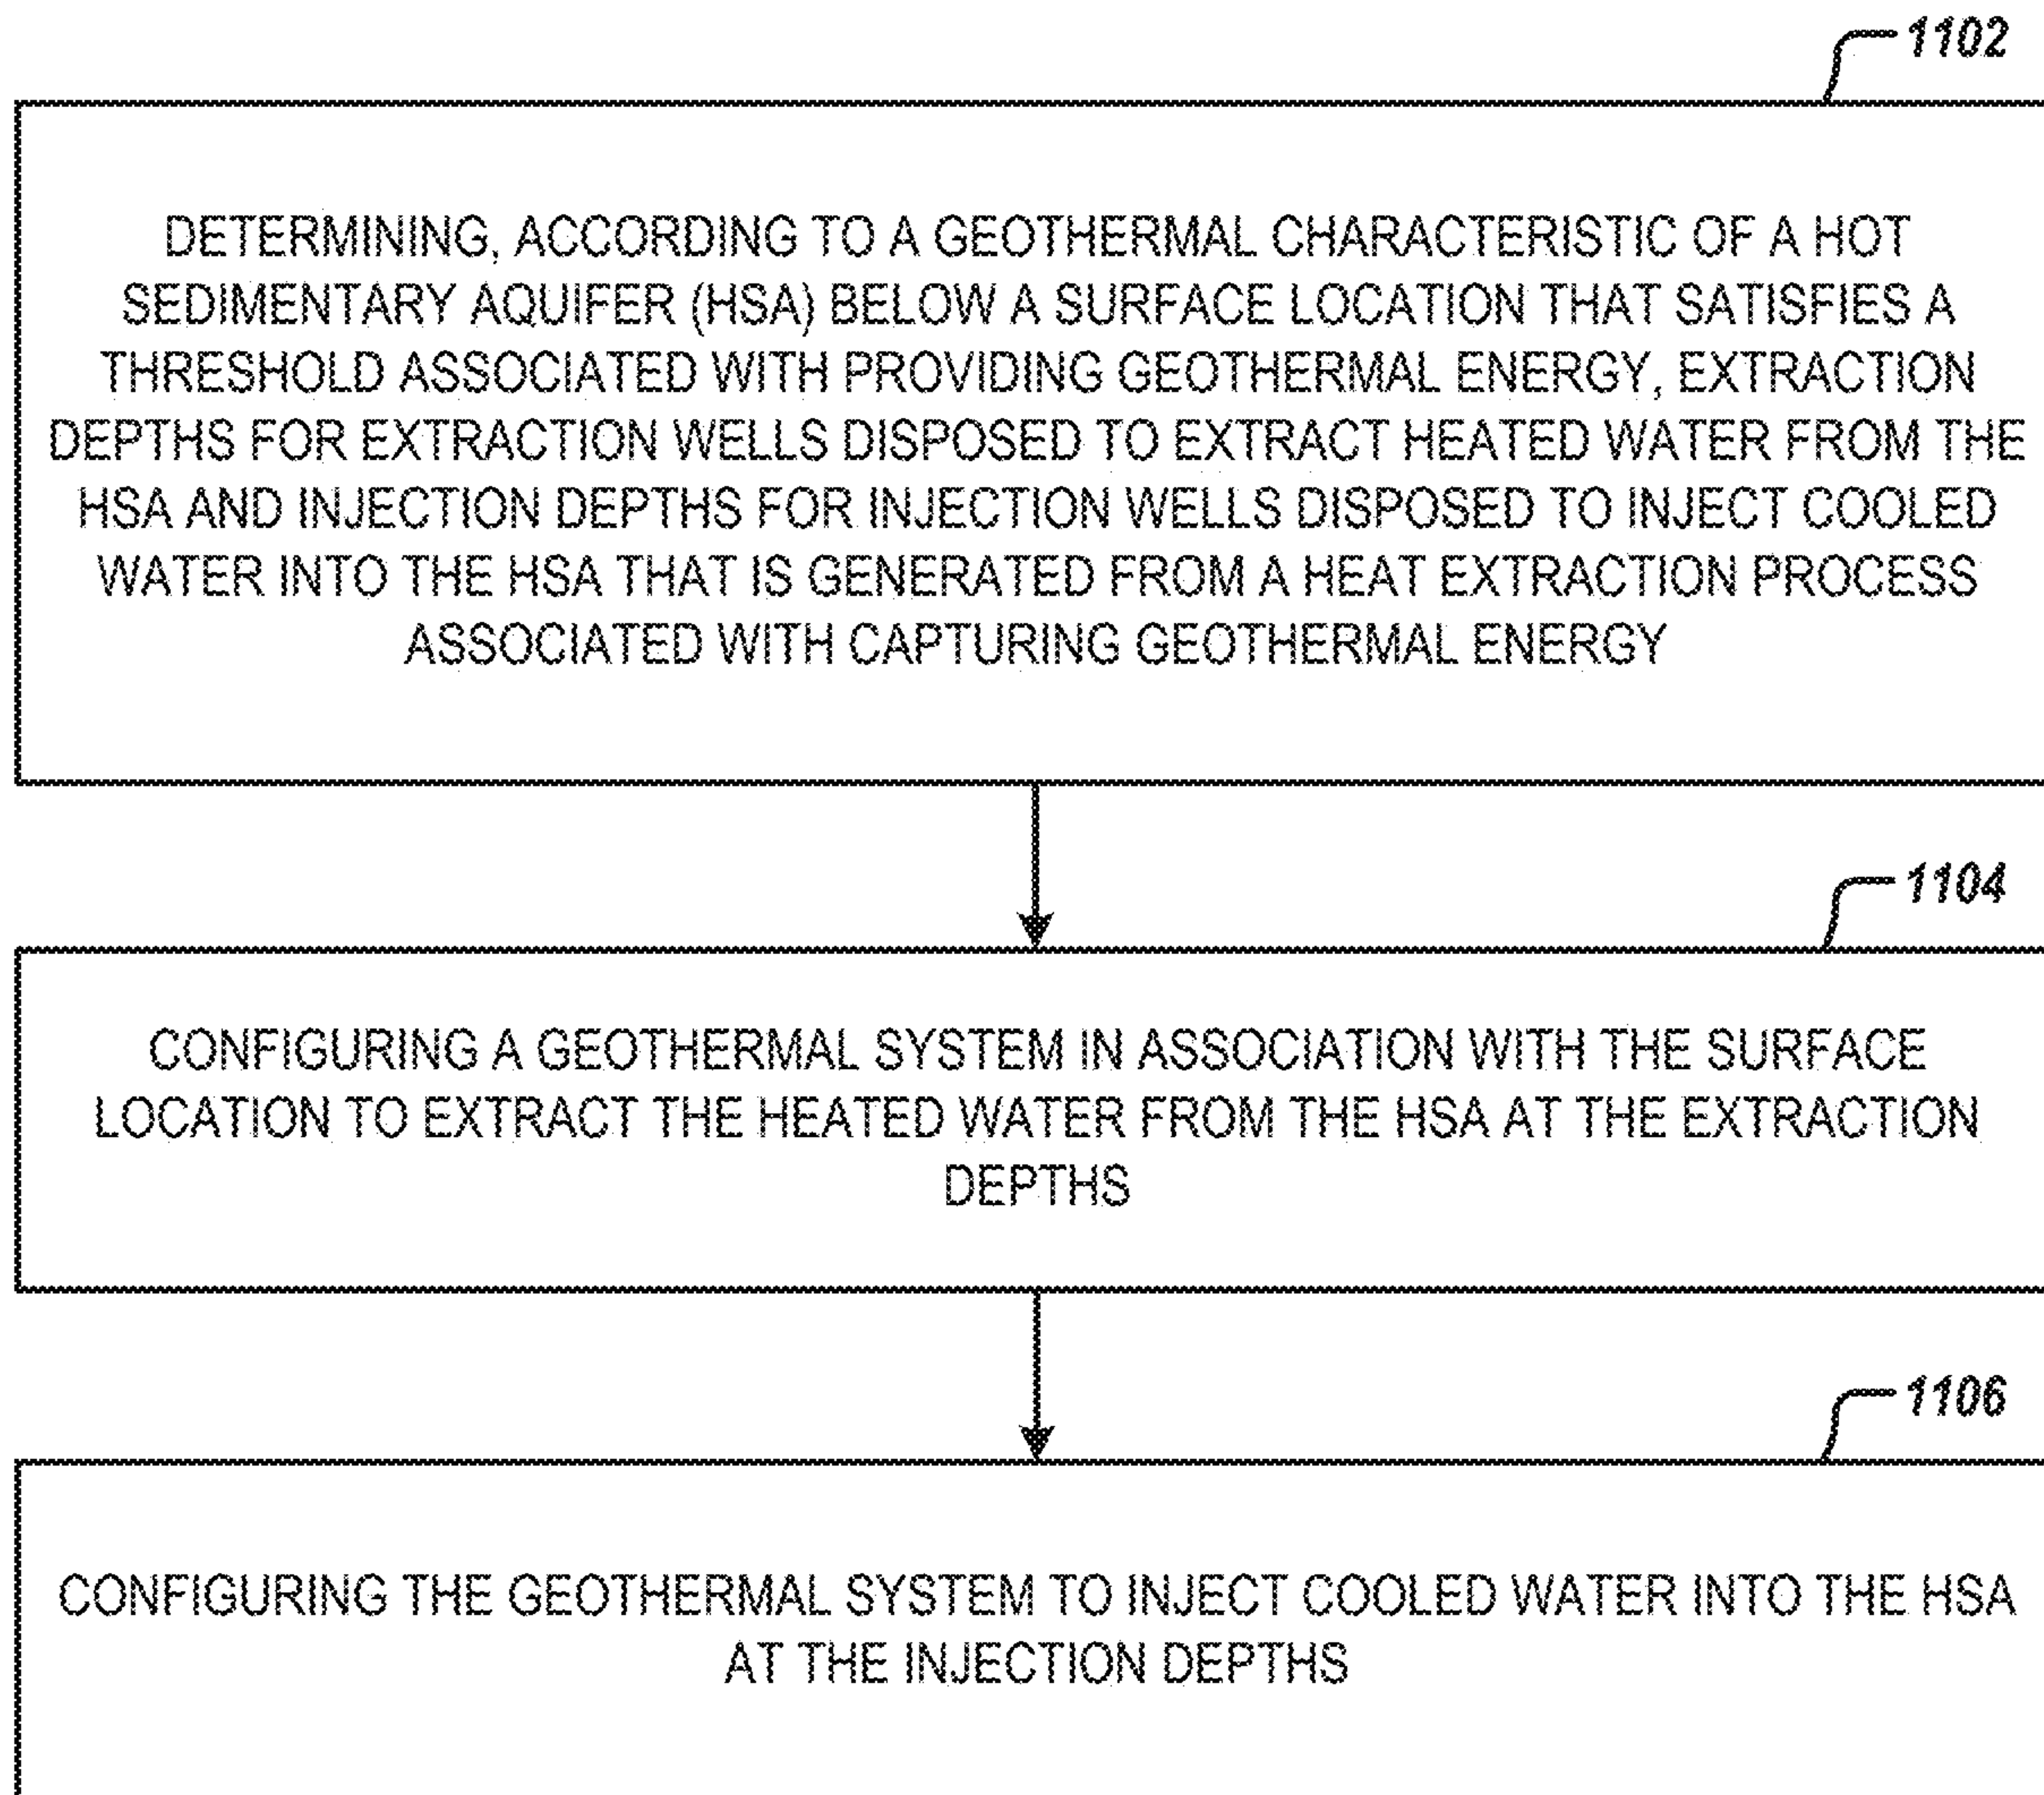 1102
DETERMINING, ACCORDING TO A GEOTHERMAL CHARACTERISTIC OF A HOT
SEDIMENTARY AQUIFER (HSA) BELOW A SURFACE LOCATION THAT SATISFIES A
THRESHOLD ASSOCIATED WITH PROVIDING GEOTHERMAL ENERGY, EXTRACTION
DEPTHS FOR EXTRACTION WELLS DISPOSED TO EXTRACT HEATED WATER FROM THE
HSA AND INJECTION DEPTHS FOR INJECTION WELLS DISPOSED TO INJECT COOLED
WATER INTO THE HSA THAT IS GENERATED FROM A HEAT EXTRACTION PROCESS
ASSOCIATED WITH CAPTURING GEOTHERMAL ENERGY
1104
CONFIGURING A GEOTHERMAL SYSTEM IN ASSOCIATION WITH THE SURFACE
LOCATION TO EXTRACT THE HEATED WATER FROM THE HSA AT THE EXTRACTION
DEPTHS
1106
CONFIGURING THE GEOTHERMAL SYSTEM TO INJECT COOLED WATER INTO THE HSA
AT THE INJECTION DEPTHS